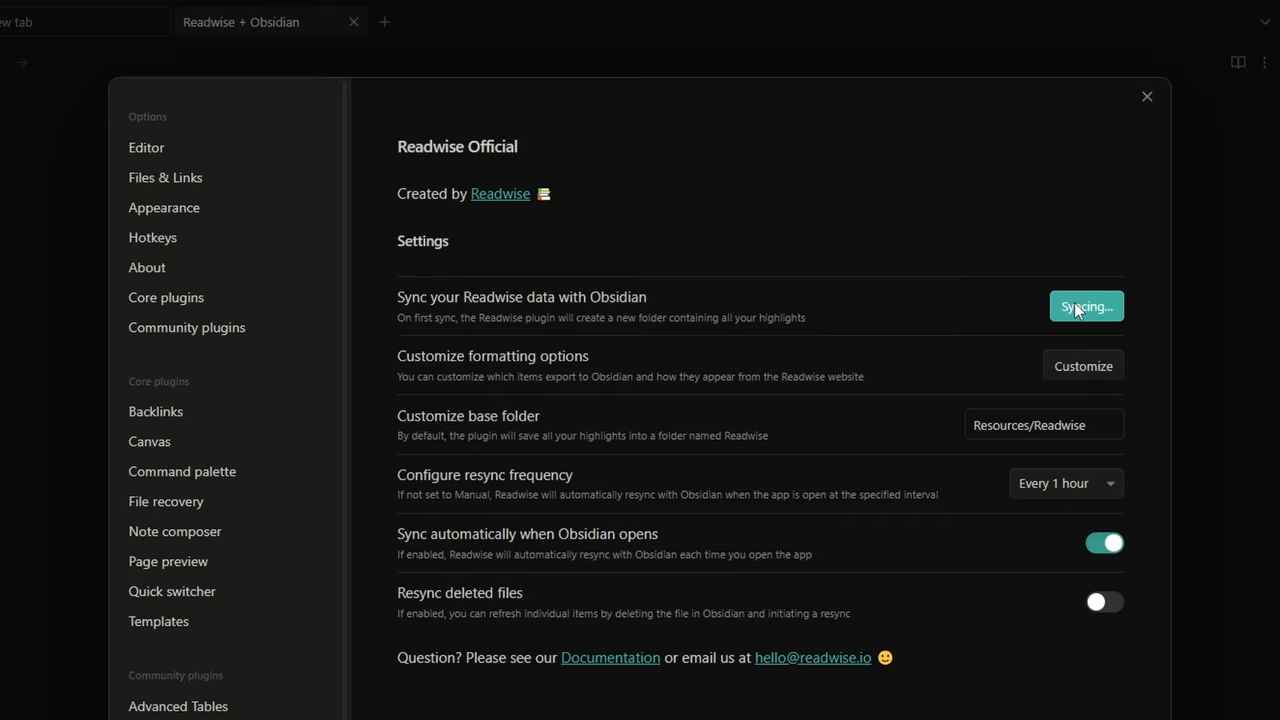 ew tab
Readwise + Obsidian
Options
Editor
Files & Links
Appearance
Hotkeys
About
Core plugins
Community plugins
Core plugins
Backlinks
Canvas
Command palette
File recovery
Note composer
Page preview
Quick switcher
Templates
Community plugins
Advanced Tables
Readwise Official
Created by Readwise
Settings
Sync your Readwise data with Obsidian
On first sync, the Readwise plugin will create a new folder containing all your highlights
Syncing...
Customize formatting options
You can customize which items export to Obsidian and how they appear from the Readwise website
Customize
Customize base folder
By default, the plugin will save all your highlights into a folder named Readwise
Resources/Readwise
Configure resync frequency
If not set to Manual, Readwise will automatically resync with Obsidian when the app is open at the specified interval
Every 1 hour
Sync automatically when Obsidian opens
If enabled, Readwise will automatically resync with Obsidian each time you open the app
Resync deleted files
If enabled, you can refresh individual items by deleting the file in Obsidian and initiating a resync
Question? Please see our Documentation or email us at hello@readwise.io 🙂